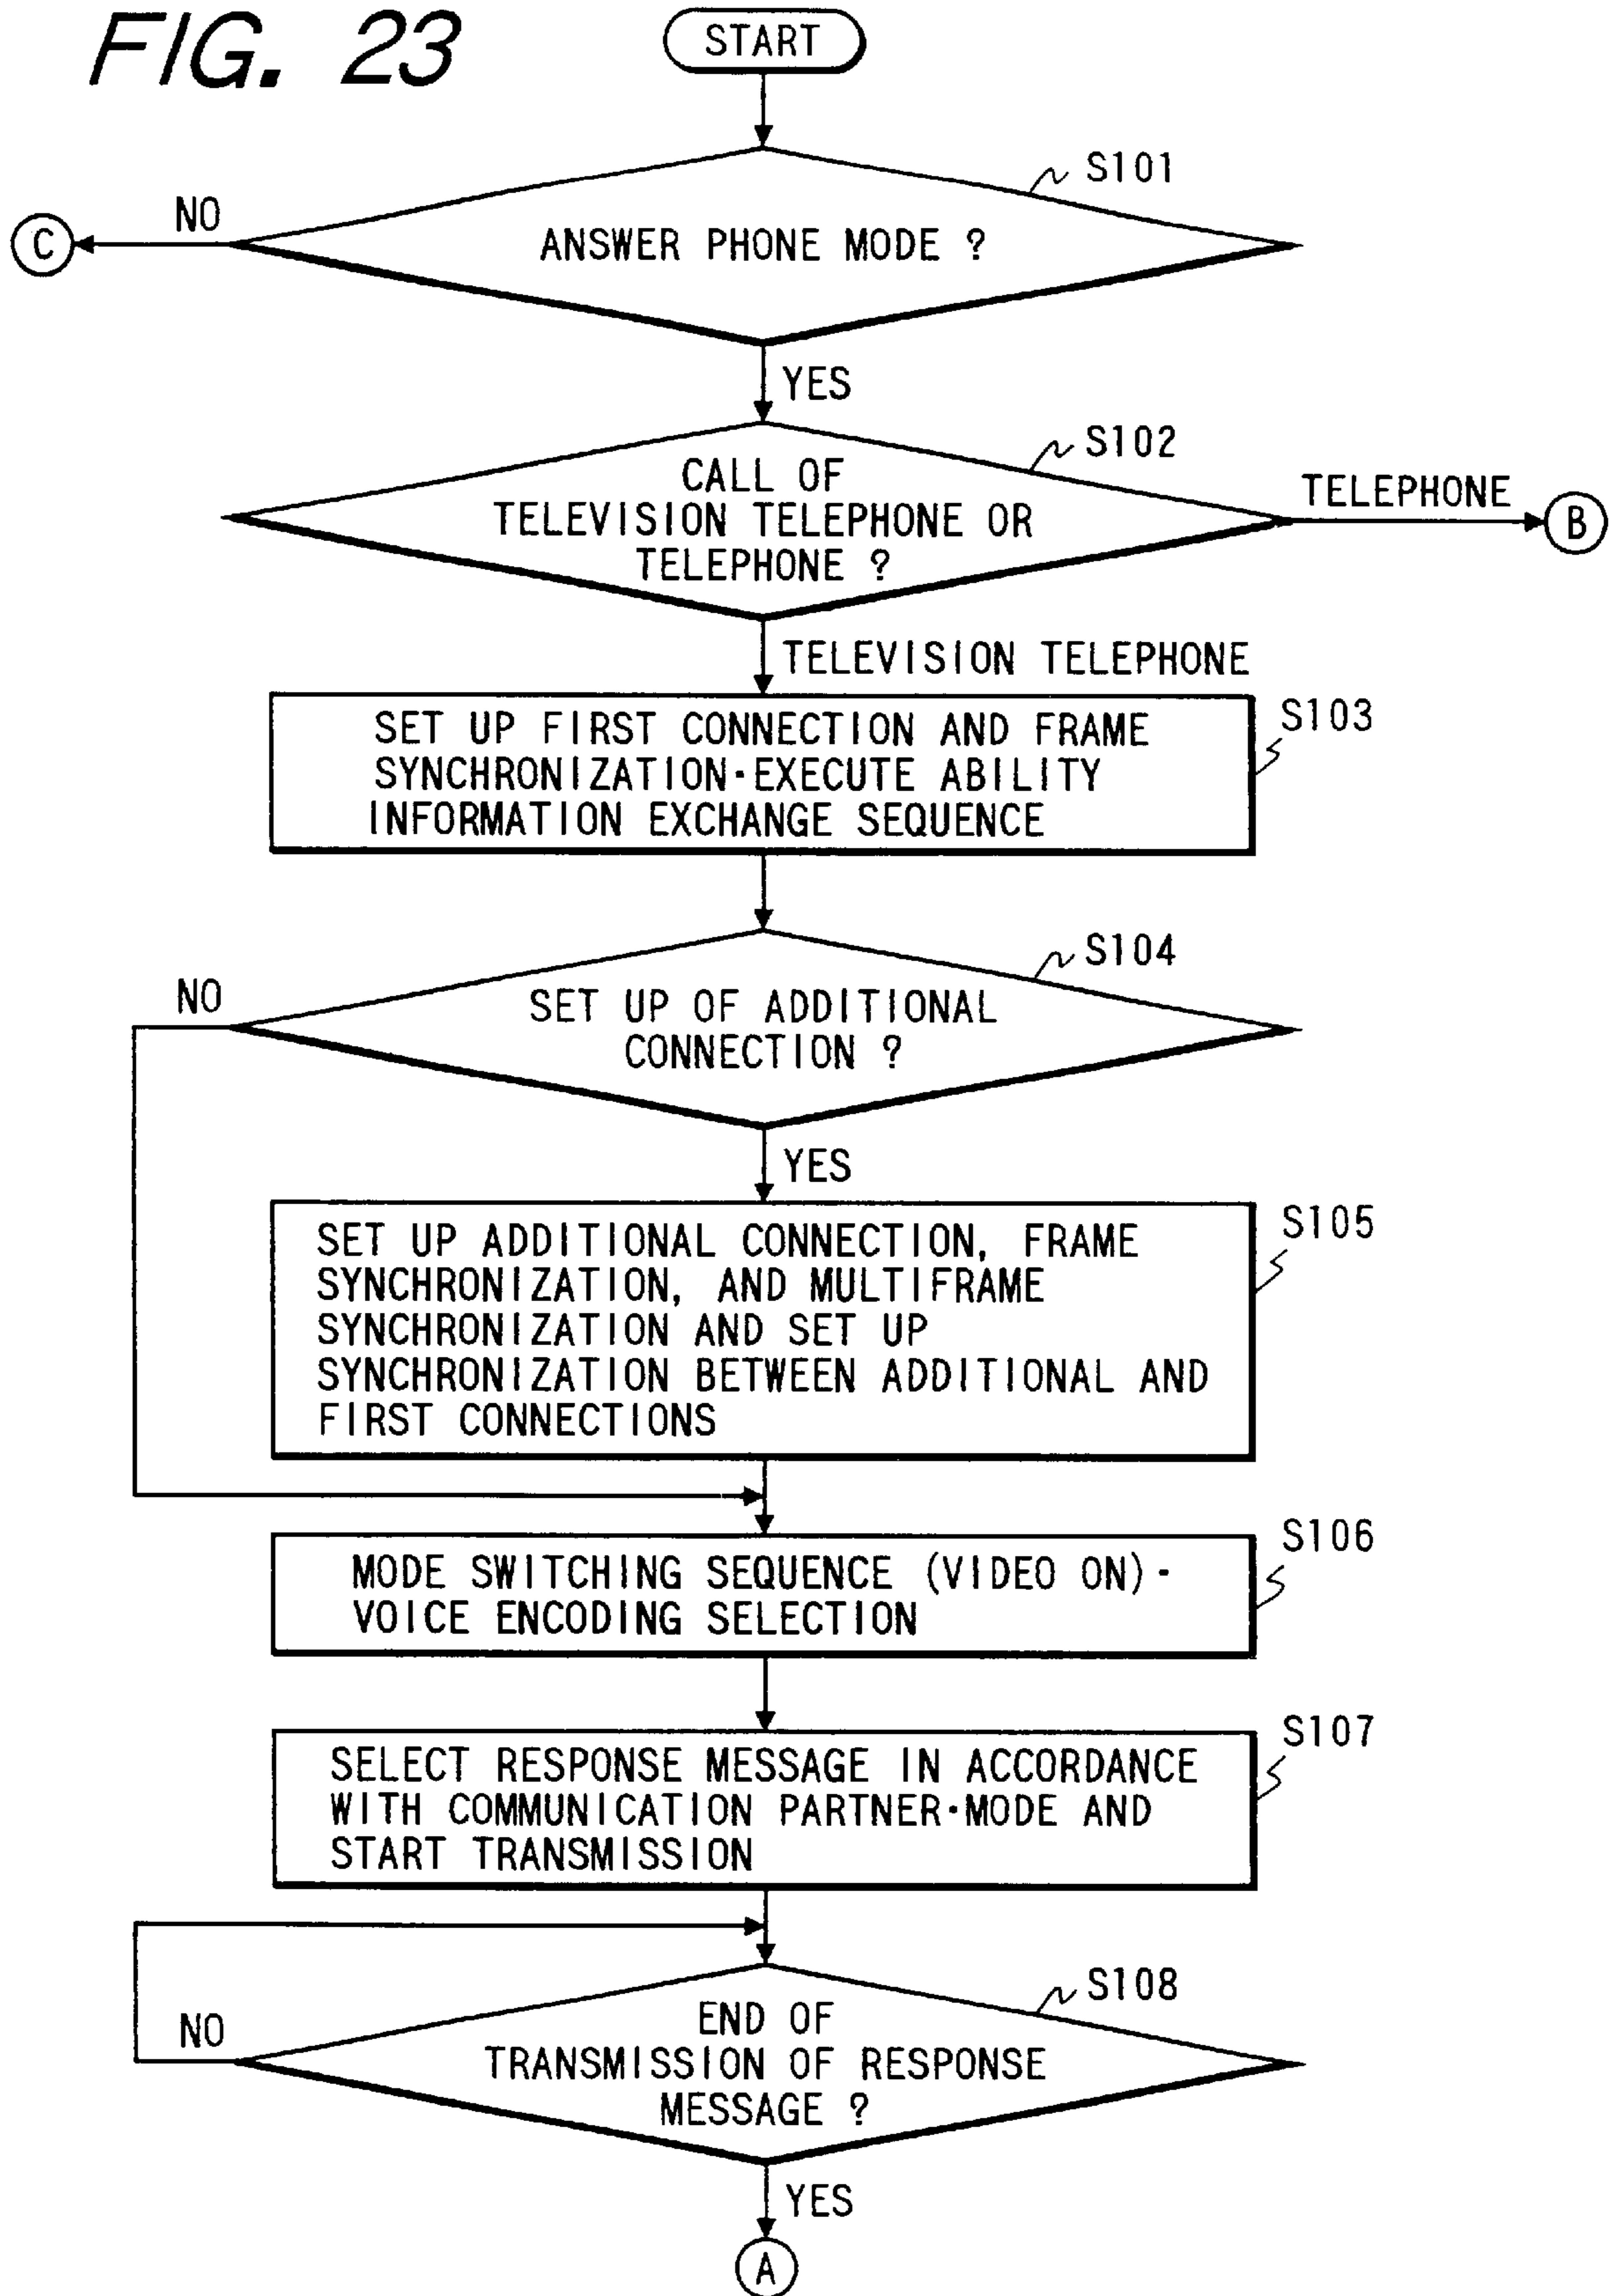 FIG. 23
START
S101
NO
C
ANSWER PHONE MODE ?
YES
S102
CALL OF
TELEVISION TELEPHONE OR
TELEPHONE ?
TELEPHONE
B
TELEVISION TELEPHONE
S103
SET UP FIRST CONNECTION AND FRAME
SYNCHRONIZATION·EXECUTE ABILITY
INFORMATION EXCHANGE SEQUENCE
S104
NO
SET UP OF ADDITIONAL
CONNECTION ?
YES
S105
SET UP ADDITIONAL CONNECTION, FRAME
SYNCHRONIZATION, AND MULTIFRAME
SYNCHRONIZATION AND SET UP
SYNCHRONIZATION BETWEEN ADDITIONAL AND
FIRST CONNECTIONS
S106
MODE SWITCHING SEQUENCE (VIDEO ON)·
VOICE ENCODING SELECTION
S107
SELECT RESPONSE MESSAGE IN ACCORDANCE
WITH COMMUNICATION PARTNER·MODE AND
START TRANSMISSION
S108
NO
END OF
TRANSMISSION OF RESPONSE
MESSAGE ?
YES
A